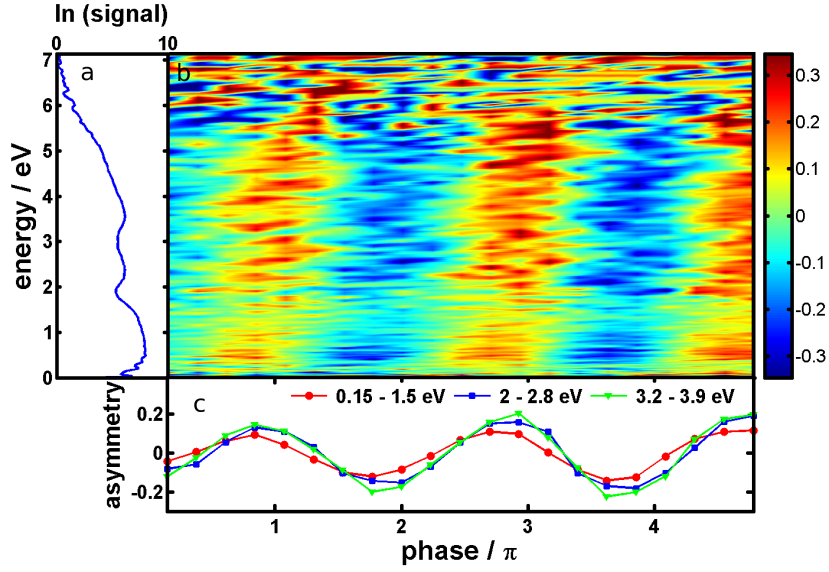 ln (signal)
0 10
a b
7
6
5
4
3
2
1
0
energy / eV
0.3
0.2
0.1
0
-0.1
-0.2
-0.3
c 0.15 - 1.5 eV 2 - 2.8 eV 3.2 - 3.9 eV
asymmetry
0.2
0
-0.2
1 2 3 4
phase / π